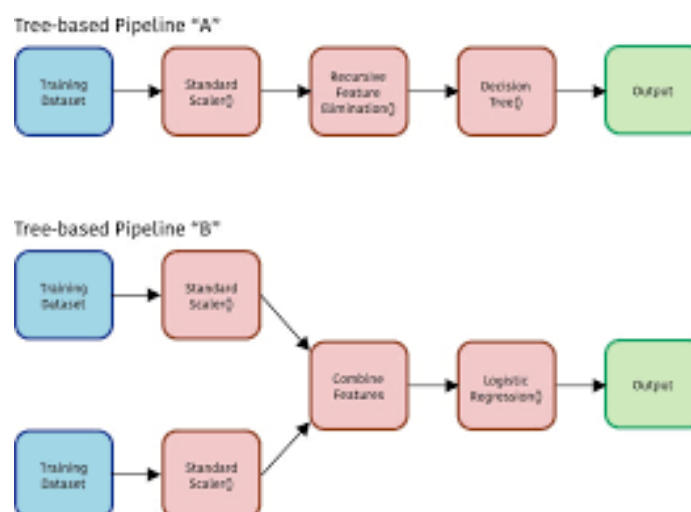 Tree-based Pipeline "A"
Training
Dataset
Standard
Scaler()
Recursive
Feature
Elimination()
Decision
Tree()
Output
Tree-based Pipeline "B"
Training
Dataset
Standard
Scaler()
Combine
Features
Logistic
Regression()
Output
Training
Dataset
Standard
Scaler()